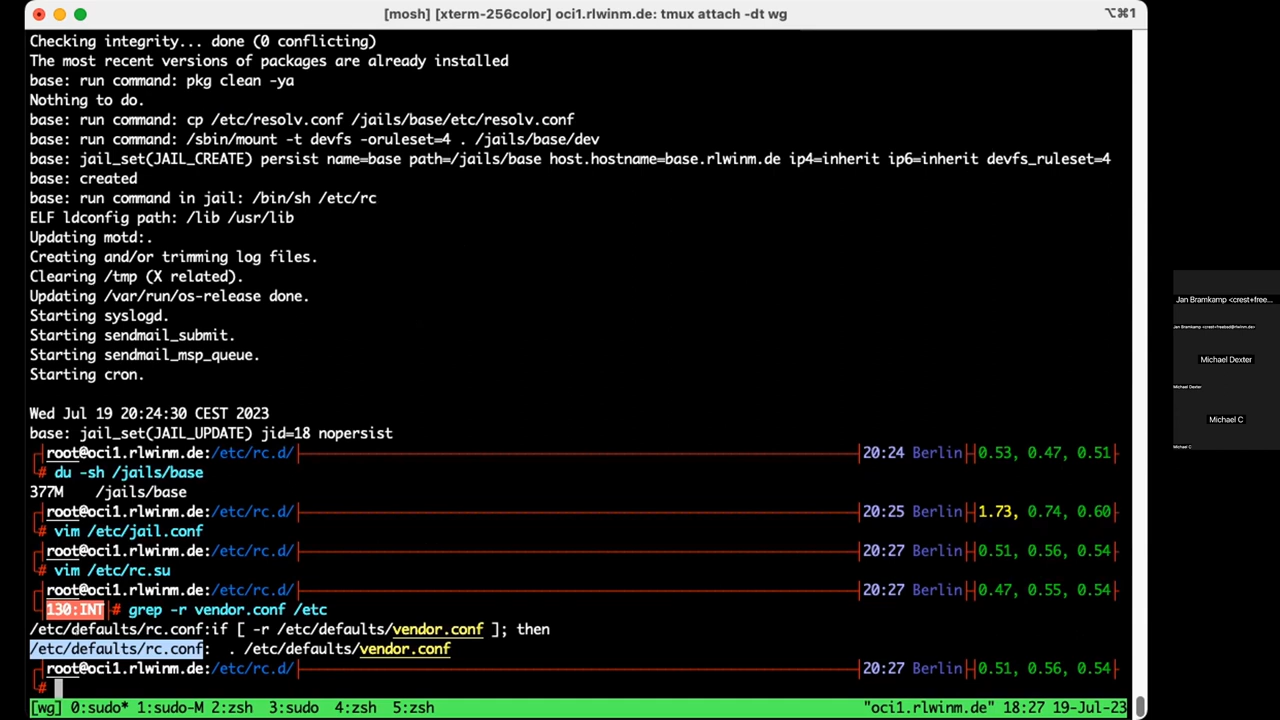 [mosh] [xterm-256color] oci1.rlwinm.de: tmux attach -dt wg
⌥⌘1
Checking integrity... done (0 conflicting)
The most recent versions of packages are already installed
base: run command: pkg clean -ya
Nothing to do.
base: run command: cp /etc/resolv.conf /jails/base/etc/resolv.conf
base: run command: /sbin/mount -t devfs -oruleset=4 . /jails/base/dev
base: jail_set(JAIL_CREATE) persist name=base path=/jails/base host.hostname=base.rlwinm.de ip4=inherit ip6=inherit devfs_ruleset=4
base: created
base: run command in jail: /bin/sh /etc/rc
ELF ldconfig path: /lib /usr/lib
Updating motd:.
Creating and/or trimming log files.
Clearing /tmp (X related).
Updating /var/run/os-release done.
Starting syslogd.
Starting sendmail_submit.
Starting sendmail_msp_queue.
Starting cron.
Wed Jul 19 20:24:30 CEST 2023
base: jail_set(JAIL_UPDATE) jid=18 nopersist
root@oci1.rlwinm.de:/etc/rc.d/ 20:24 Berlin 0.53, 0.47, 0.51
# du -sh /jails/base
377M /jails/base
root@oci1.rlwinm.de:/etc/rc.d/ 20:25 Berlin 1.73, 0.74, 0.60
# vim /etc/jail.conf
root@oci1.rlwinm.de:/etc/rc.d/ 20:27 Berlin 0.51, 0.56, 0.54
# vim /etc/rc.su
root@oci1.rlwinm.de:/etc/rc.d/ 20:27 Berlin 0.47, 0.55, 0.54
130:INT # grep -r vendor.conf /etc
/etc/defaults/rc.conf:if [ -r /etc/defaults/vendor.conf ]; then
/etc/defaults/rc.conf: . /etc/defaults/vendor.conf
root@oci1.rlwinm.de:/etc/rc.d/ 20:27 Berlin 0.51, 0.56, 0.54
#
[wg] 0:sudo* 1:sudo-M 2:zsh 3:sudo 4:zsh 5:zsh "oci1.rlwinm.de" 18:27 19-Jul-23
Jan Bramkamp <crest+free...
Jan Bramkamp <crest+freebsd@rlwinm.de>
Michael Dexter
Michael Dexter
Michael C
Michael C